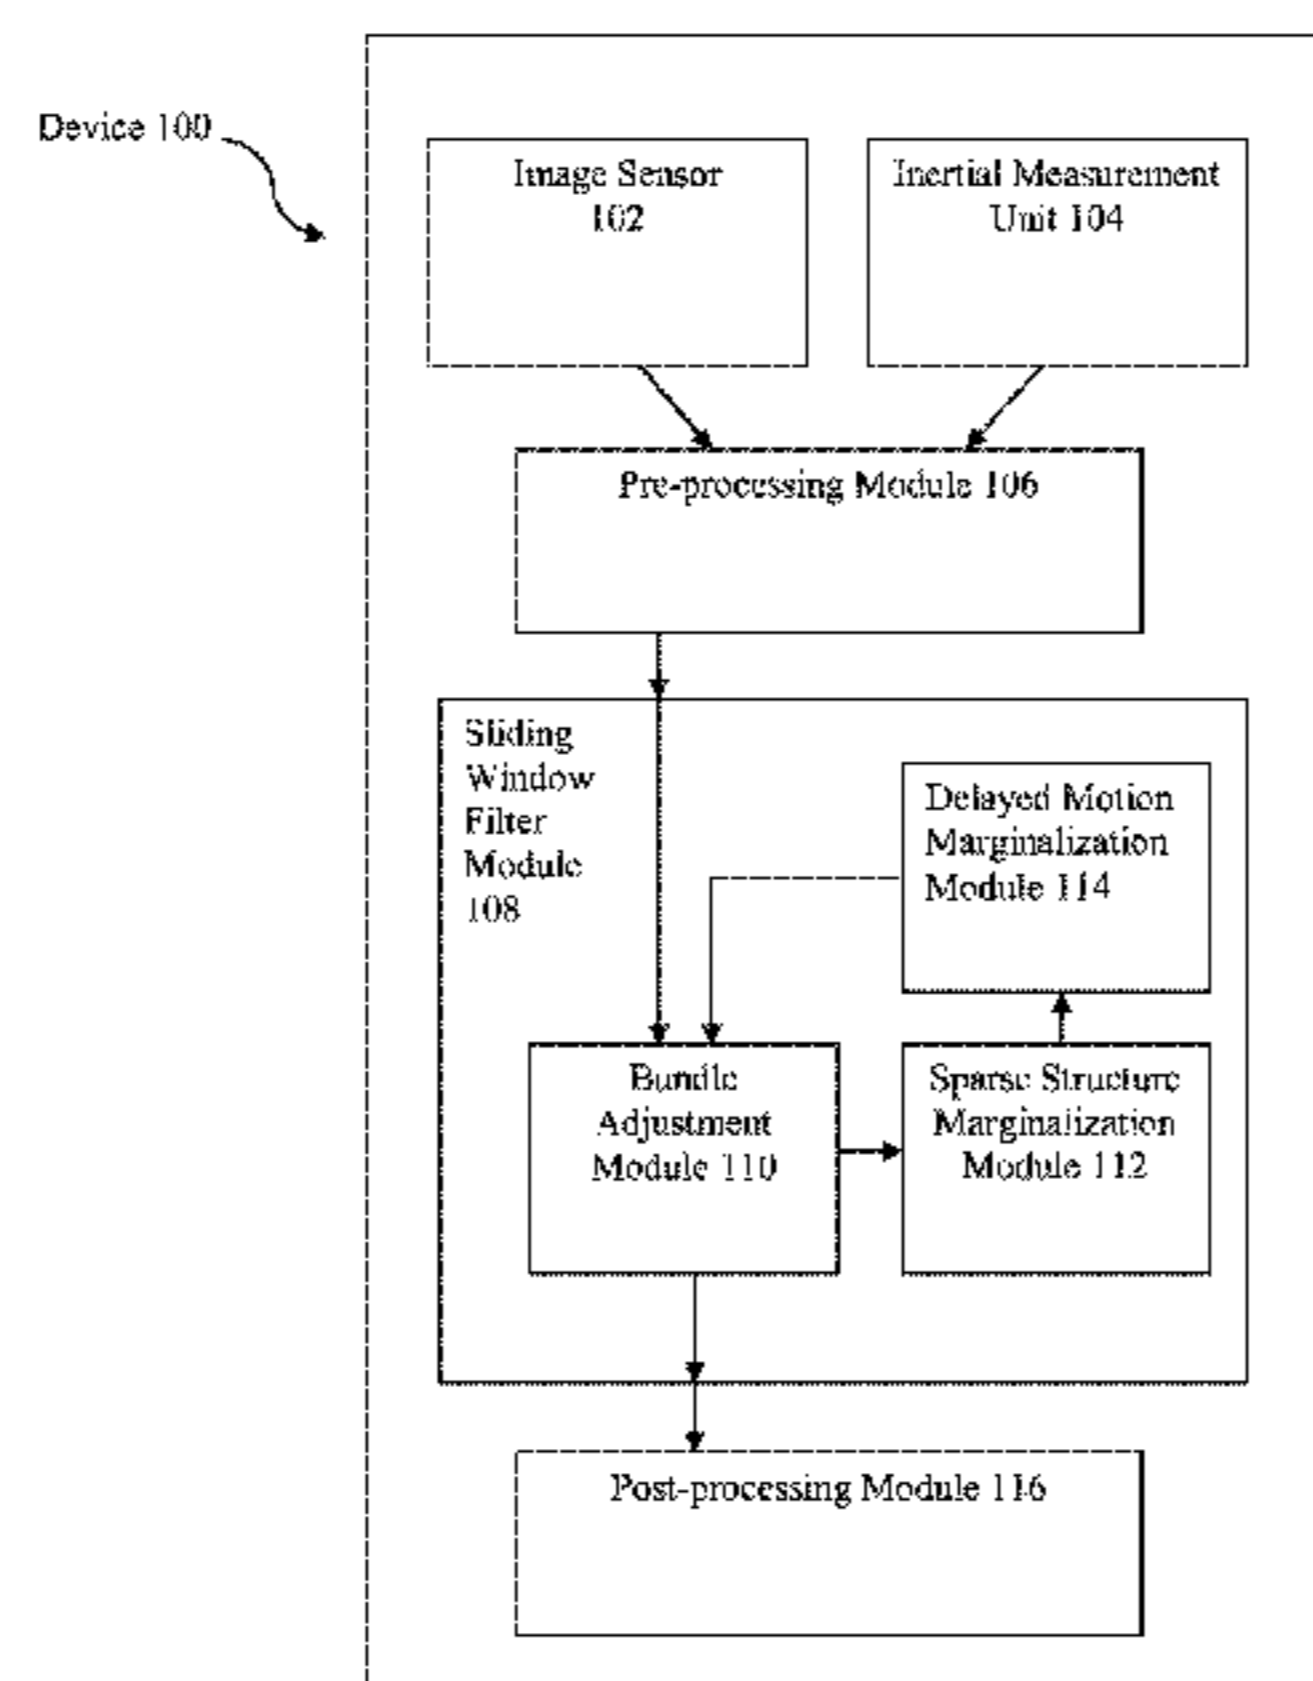 Device 100
Image Sensor
102
Inertial Measurement
Unit 104
Pre-processing Module 106
Sliding
Window
Filter
Module
108
Delayed Motion
Marginalization
Module 114
Bundle
Adjustment
Module 110
Sparse Structure
Marginalization
Module 112
Post-processing Module 116